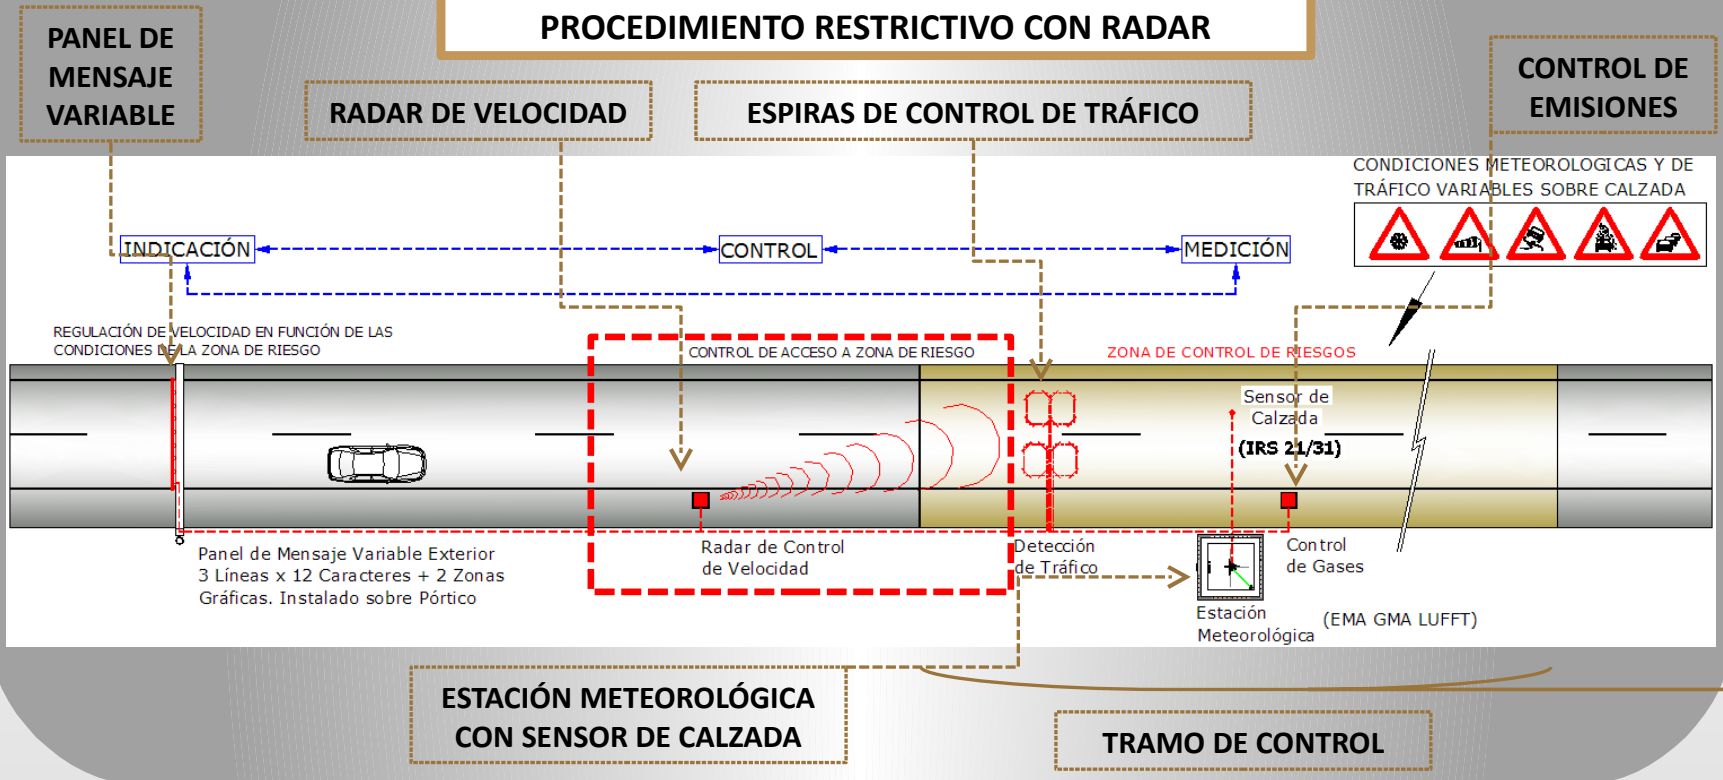 PROCEDIMIENTO RESTRICTIVO CON RADAR
PANEL DE
MENSAJE
VARIABLE
RADAR DE VELOCIDAD
ESPIRAS DE CONTROL DE TRÁFICO
CONTROL DE
EMISIONES
CONDICIONES METEOROLOGICAS Y DE
TRÁFICO VARIABLES SOBRE CALZADA
INDICACIÓN
CONTROL
MEDICIÓN
REGULACIÓN DE VELOCIDAD EN FUNCIÓN DE LAS
CONDICIONES DE LA ZONA DE RIESGO
CONTROL DE ACCESO A ZONA DE RIESGO
ZONA DE CONTROL DE RIESGOS
Sensor de
Calzada
(IRS 21/31)
Panel de Mensaje Variable Exterior
3 Líneas x 12 Caracteres + 2 Zonas
Gráficas. Instalado sobre Pórtico
Radar de Control
de Velocidad
Detección
de Tráfico
Control
de Gases
Estación
Meteorológica
(EMA GMA LUFFT)
ESTACIÓN METEOROLÓGICA
CON SENSOR DE CALZADA
TRAMO DE CONTROL